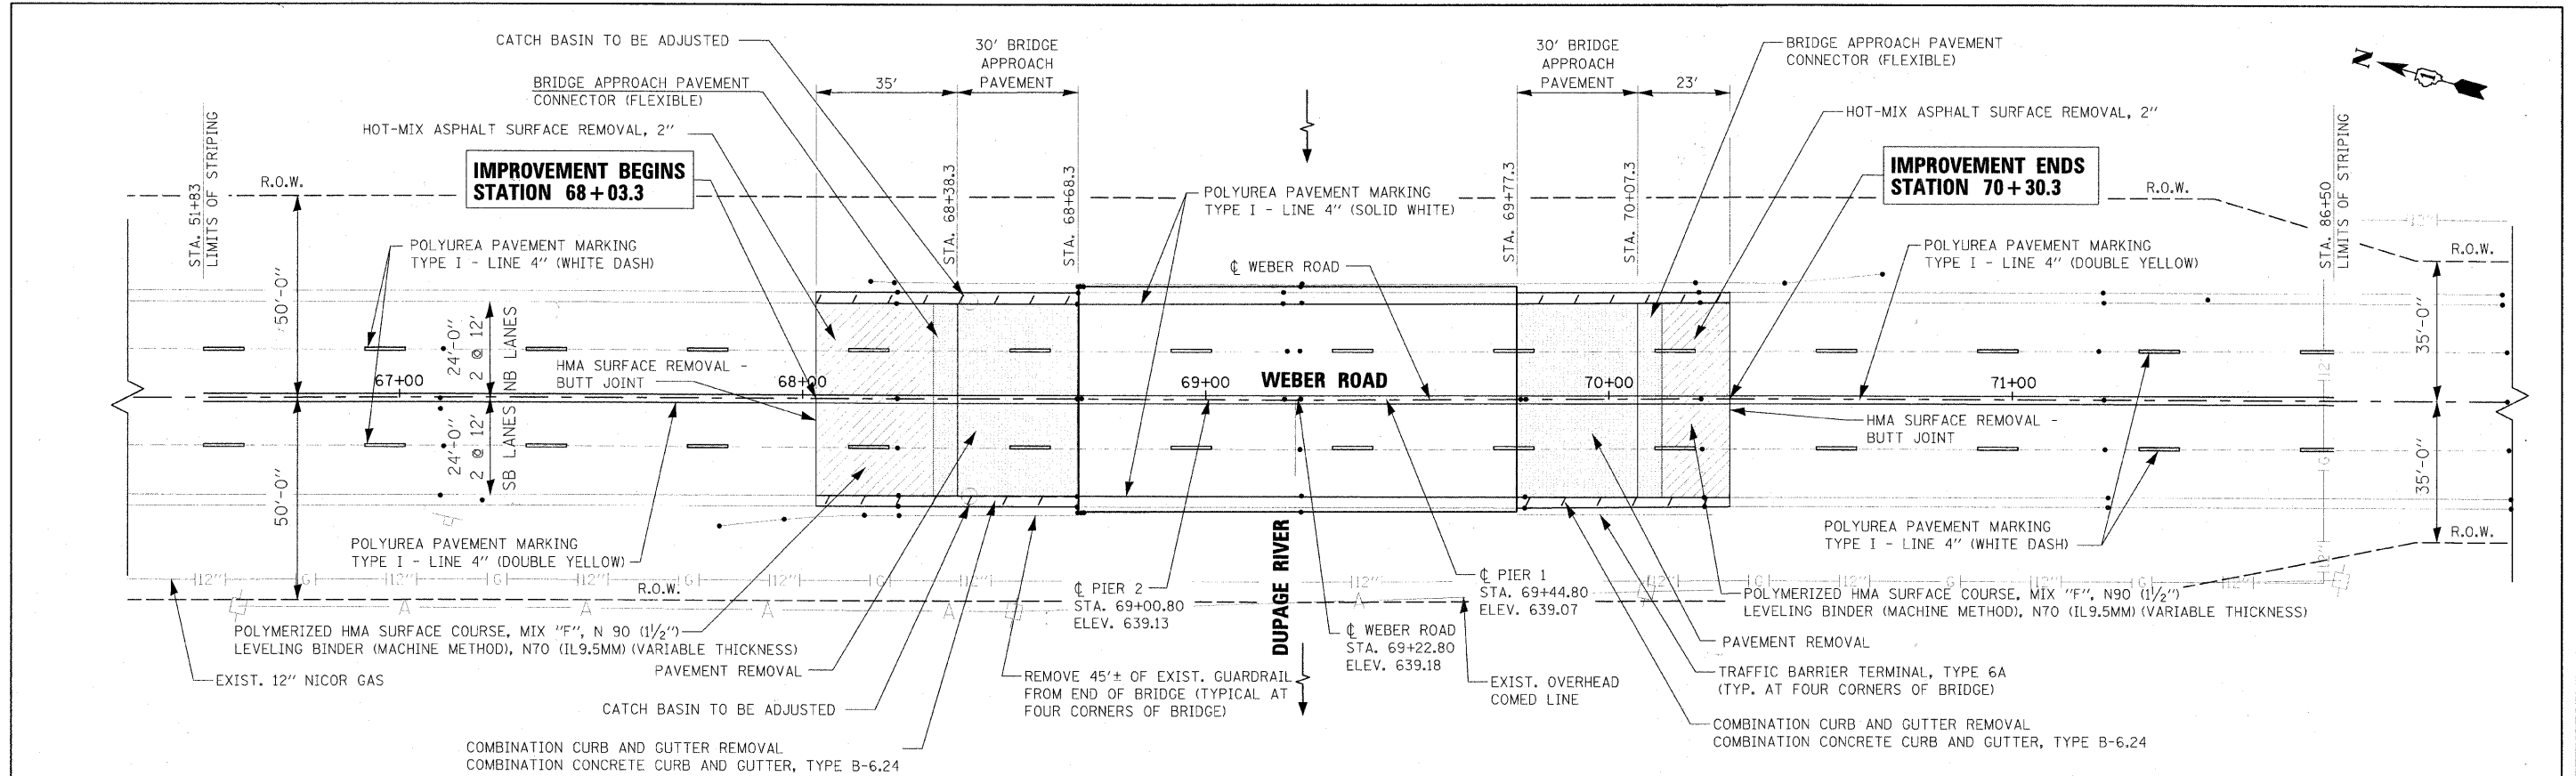 CATCH BASIN TO BE ADJUSTED
30' BRIDGE
APPROACH
PAVEMENT
30' BRIDGE
APPROACH
PAVEMENT
BRIDGE APPROACH PAVEMENT
CONNECTOR (FLEXIBLE)
N
1
BRIDGE APPROACH PAVEMENT
CONNECTOR (FLEXIBLE)
35'
23'
HOT-MIX ASPHALT SURFACE REMOVAL, 2"
HOT-MIX ASPHALT SURFACE REMOVAL, 2"
STA. 51+83
LIMITS OF STRIPING
R.O.W.
IMPROVEMENT BEGINS
STATION 68+03.3
STA. 68+38.3
STA. 68+68.3
POLYUREA PAVEMENT MARKING
TYPE I - LINE 4" (SOLID WHITE)
STA. 69+77.3
STA. 70+07.3
IMPROVEMENT ENDS
STATION 70+30.3
R.O.W.
STA. 86+50
LIMITS OF STRIPING
12"
R.O.W.
POLYUREA PAVEMENT MARKING
TYPE I - LINE 4" (WHITE DASH)
℄ WEBER ROAD
POLYUREA PAVEMENT MARKING
TYPE I - LINE 4" (DOUBLE YELLOW)
50'-0"
24'-0"
2 @ 12'
NB LANES
35'-0"
HMA SURFACE REMOVAL -
BUTT JOINT
67+00
68+00
69+00
WEBER ROAD
70+00
71+00
12"
50'-0"
24'-0"
2 @ 12'
SB LANES
HMA SURFACE REMOVAL -
BUTT JOINT
35'-0"
G
POLYUREA PAVEMENT MARKING
TYPE I - LINE 4" (DOUBLE YELLOW)
POLYUREA PAVEMENT MARKING
TYPE I - LINE 4" (WHITE DASH)
R.O.W.
12"
12" G 12" G 12" G 12" G 12"
12"
12" G 12" G 12" G 12"
R.O.W.
A A A A
A
℄ PIER 2
STA. 69+00.80
ELEV. 639.13
DUPAGE RIVER
℄ PIER 1
STA. 69+44.80
ELEV. 639.07
℄ WEBER ROAD
STA. 69+22.80
ELEV. 639.18
POLYMERIZED HMA SURFACE COURSE, MIX "F", N90 (1½")
LEVELING BINDER (MACHINE METHOD), N70 (IL9.5MM) (VARIABLE THICKNESS)
POLYMERIZED HMA SURFACE COURSE, MIX "F", N 90 (1½")
LEVELING BINDER (MACHINE METHOD), N70 (IL9.5MM) (VARIABLE THICKNESS)
PAVEMENT REMOVAL
PAVEMENT REMOVAL
EXIST. 12" NICOR GAS
REMOVE 45'± OF EXIST. GUARDRAIL
FROM END OF BRIDGE (TYPICAL AT
FOUR CORNERS OF BRIDGE)
EXIST. OVERHEAD
COMED LINE
TRAFFIC BARRIER TERMINAL, TYPE 6A
(TYP. AT FOUR CORNERS OF BRIDGE)
CATCH BASIN TO BE ADJUSTED
COMBINATION CURB AND GUTTER REMOVAL
COMBINATION CONCRETE CURB AND GUTTER, TYPE B-6.24
COMBINATION CURB AND GUTTER REMOVAL
COMBINATION CONCRETE CURB AND GUTTER, TYPE B-6.24